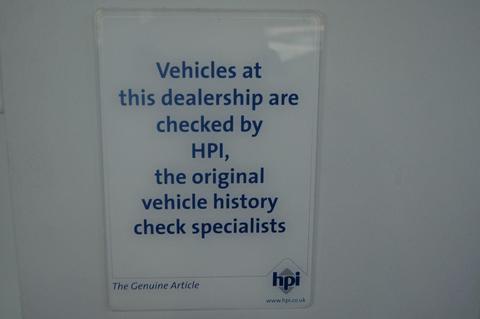 Vehicles at
this dealership are
checked by
HPI,
the original
vehicle history
check specialists
The Genuine Article
hpi
www.hpi.co.uk